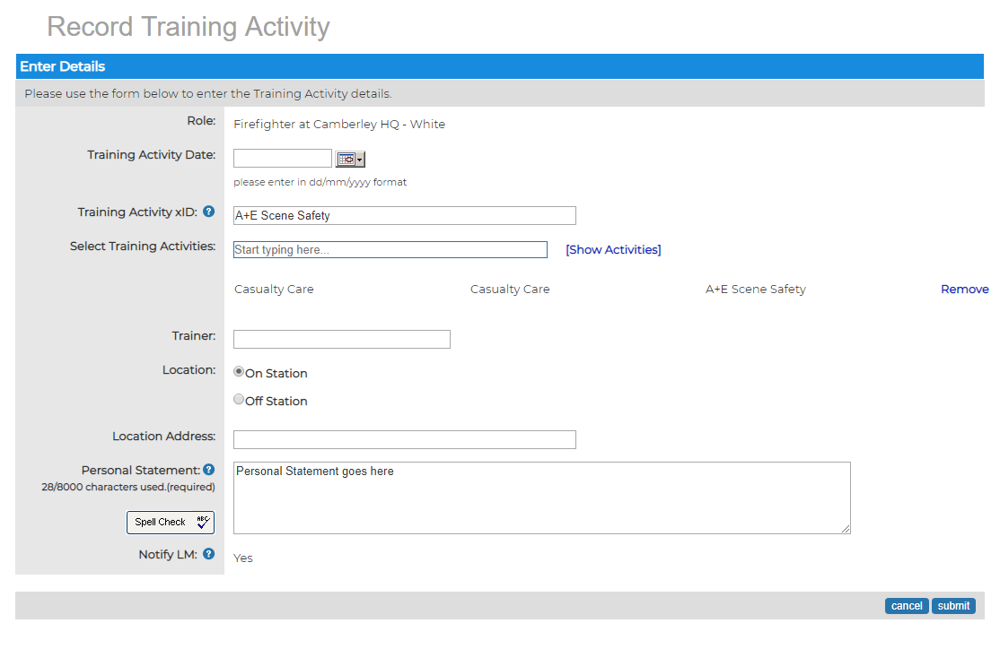 Record Training Activity
Enter Details
Please use the form below to enter the Training Activity details.
Role: Firefighter at Camberley HQ - White
Training Activity Date:
please enter in dd/mm/yyyy format
Training Activity xID: ? A+E Scene Safety
Select Training Activities: Start typing here... [Show Activities]
Casualty Care Casualty Care A+E Scene Safety Remove
Trainer:
Location: On Station
Off Station
Location Address:
Personal Statement: ? Personal Statement goes here
28/8000 characters used.(required)
Spell Check ABC
Notify LM: ? Yes
cancel submit